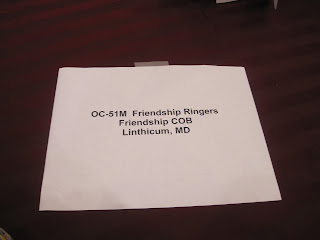 OC-51M Friendship Ringers
Friendship COB
Linthicum, MD